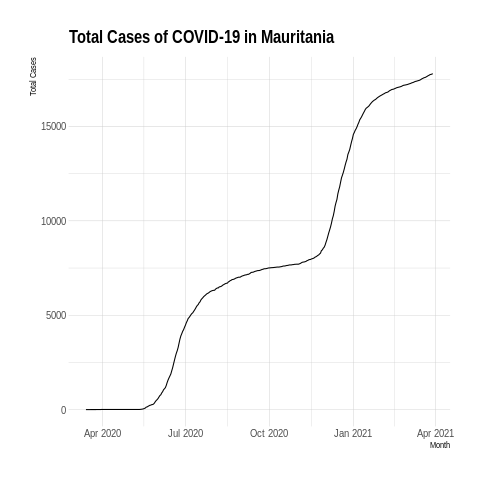 Total Cases of COVID-19 in Mauritania
Total Cases
15000
10000
5000
0
Apr 2020 Jul 2020 Oct 2020 Jan 2021 Apr 2021
Month